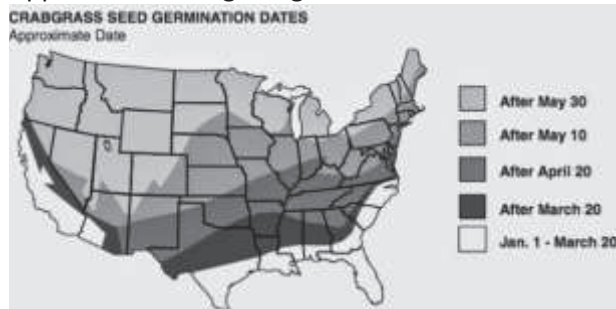 CRABGRASS SEED GERMINATION DATES
Approximate Date
After May 30
After May 10
After April 20
After March 20
Jan. 1 - March 20